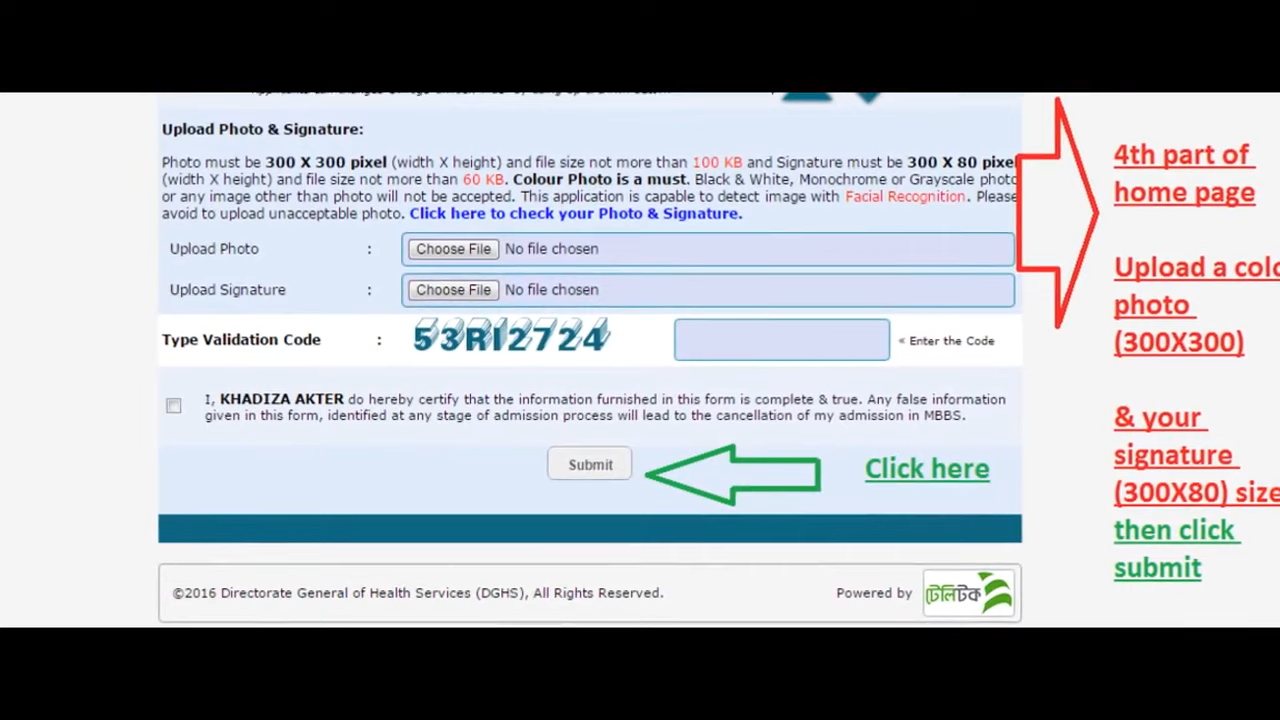 Upload Photo & Signature:
Photo must be 300 X 300 pixel (width X height) and file size not more than 100 KB and Signature must be 300 X 80 pixel
(width X height) and file size not more than 60 KB. Colour Photo is a must. Black & White, Monochrome or Grayscale photo
or any image other than photo will not be accepted. This application is capable to detect image with Facial Recognition. Please
avoid to upload unacceptable photo. Click here to check your Photo & Signature.
Upload Photo : Choose File No file chosen
Upload Signature : Choose File No file chosen
Type Validation Code : 53RI2724 « Enter the Code
I, KHADIZA AKTER do hereby certify that the information furnished in this form is complete & true. Any false information
given in this form, identified at any stage of admission process will lead to the cancellation of my admission in MBBS.
Submit
Click here
©2016 Directorate General of Health Services (DGHS), All Rights Reserved.
Powered by টেলিটক
4th part of
home page
Upload a colo
photo
(300X300)
& your
signature
(300X80) size
then click
submit